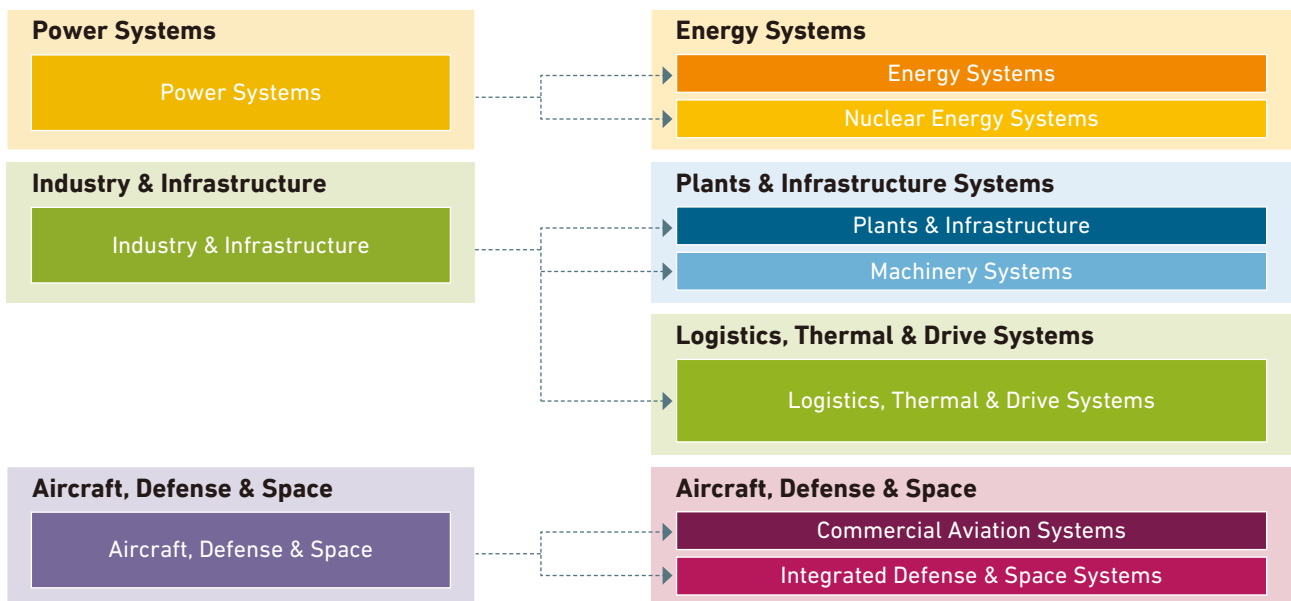 Power Systems
Power Systems
Energy Systems
Energy Systems
Nuclear Energy Systems
Industry & Infrastructure
Industry & Infrastructure
Plants & Infrastructure Systems
Plants & Infrastructure
Machinery Systems
Logistics, Thermal & Drive Systems
Logistics, Thermal & Drive Systems
Aircraft, Defense & Space
Aircraft, Defense & Space
Aircraft, Defense & Space
Commercial Aviation Systems
Integrated Defense & Space Systems